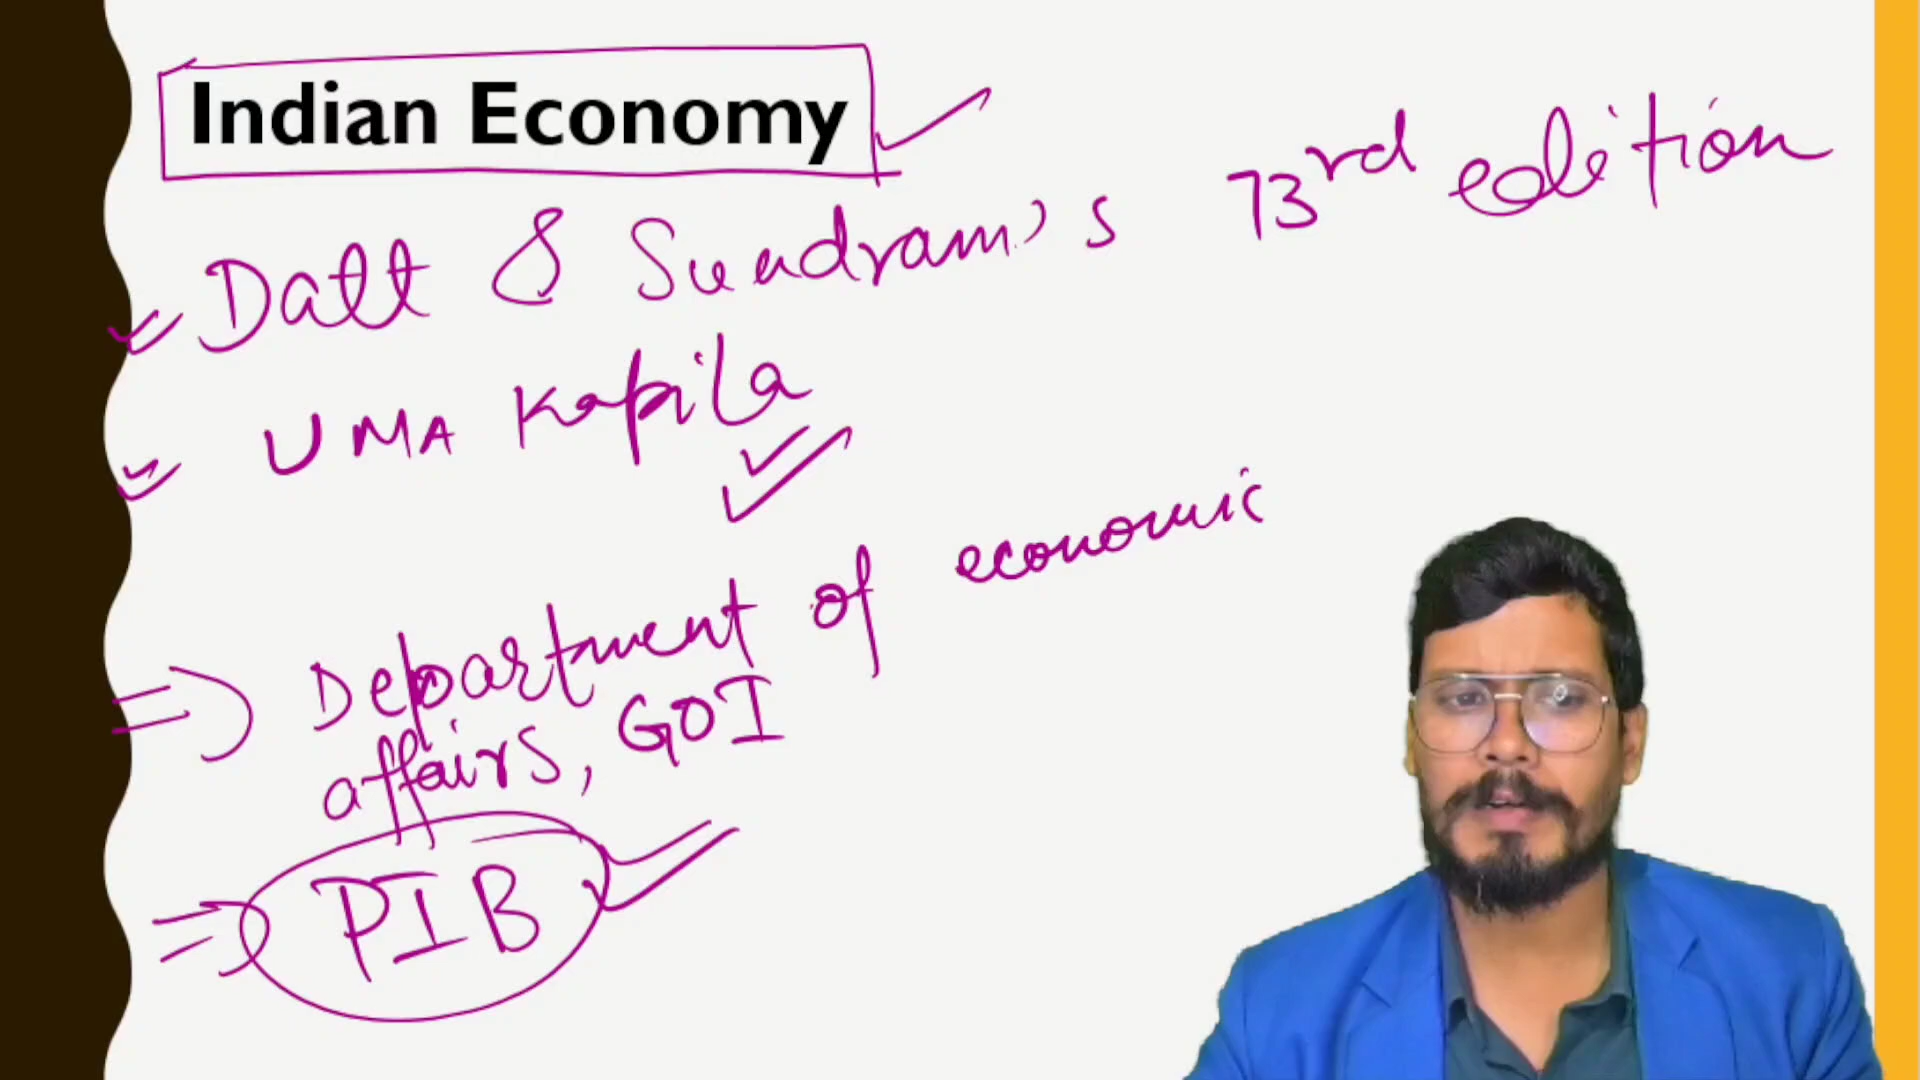 Indian Economy
Datt & Sundram's 73rd edition
UMA Kapila
Department of economic
affairs, GOI
PIB